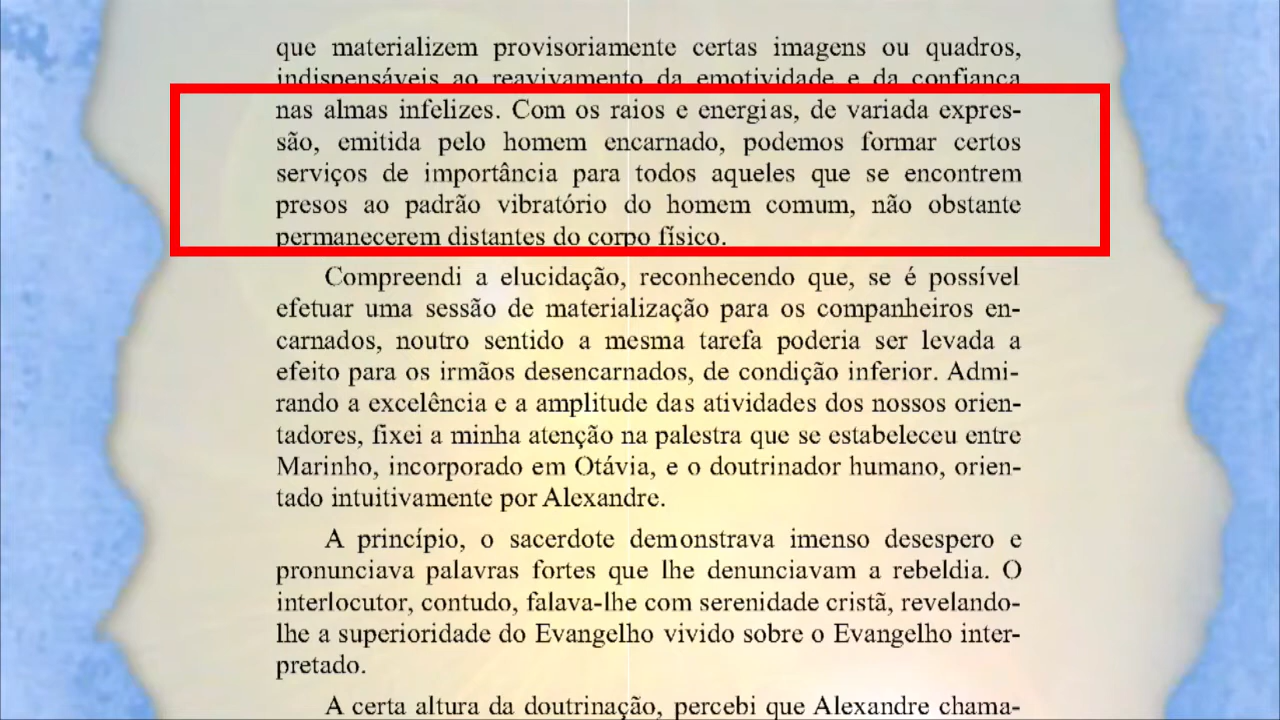 que materializem provisoriamente certas imagens ou quadros,
indispensáveis ao reavivamento da emotividade e da confiança
nas almas infelizes. Com os raios e energias, de variada expres-
são, emitida pelo homem encarnado, podemos formar certos
serviços de importância para todos aqueles que se encontrem
presos ao padrão vibratório do homem comum, não obstante
permanecerem distantes do corpo físico.
Compreendi a elucidação, reconhecendo que, se é possível
efetuar uma sessão de materialização para os companheiros en-
carnados, noutro sentido a mesma tarefa poderia ser levada a
efeito para os irmãos desencarnados, de condição inferior. Admi-
rando a excelência e a amplitude das atividades dos nossos orien-
tadores, fixei a minha atenção na palestra que se estabeleceu entre
Marinho, incorporado em Otávia, e o doutrinador humano, orien-
tado intuitivamente por Alexandre.
A princípio, o sacerdote demonstrava imenso desespero e
pronunciava palavras fortes que lhe denunciavam a rebeldia. O
interlocutor, contudo, falava-lhe com serenidade cristã, revelando-
lhe a superioridade do Evangelho vivido sobre o Evangelho inter-
pretado.
A certa altura da doutrinação, percebi que Alexandre chama-